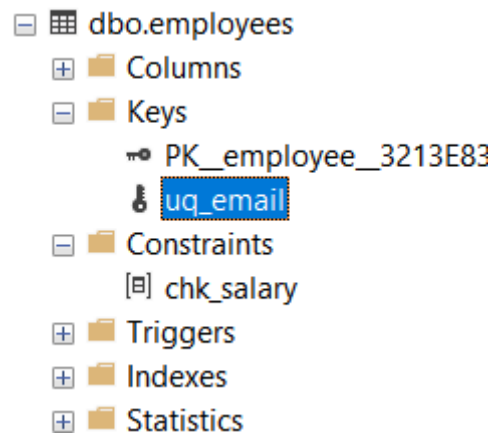 dbo.employees
Columns
Keys
PK__employee__3213E83
uq_email
Constraints
chk_salary
Triggers
Indexes
Statistics